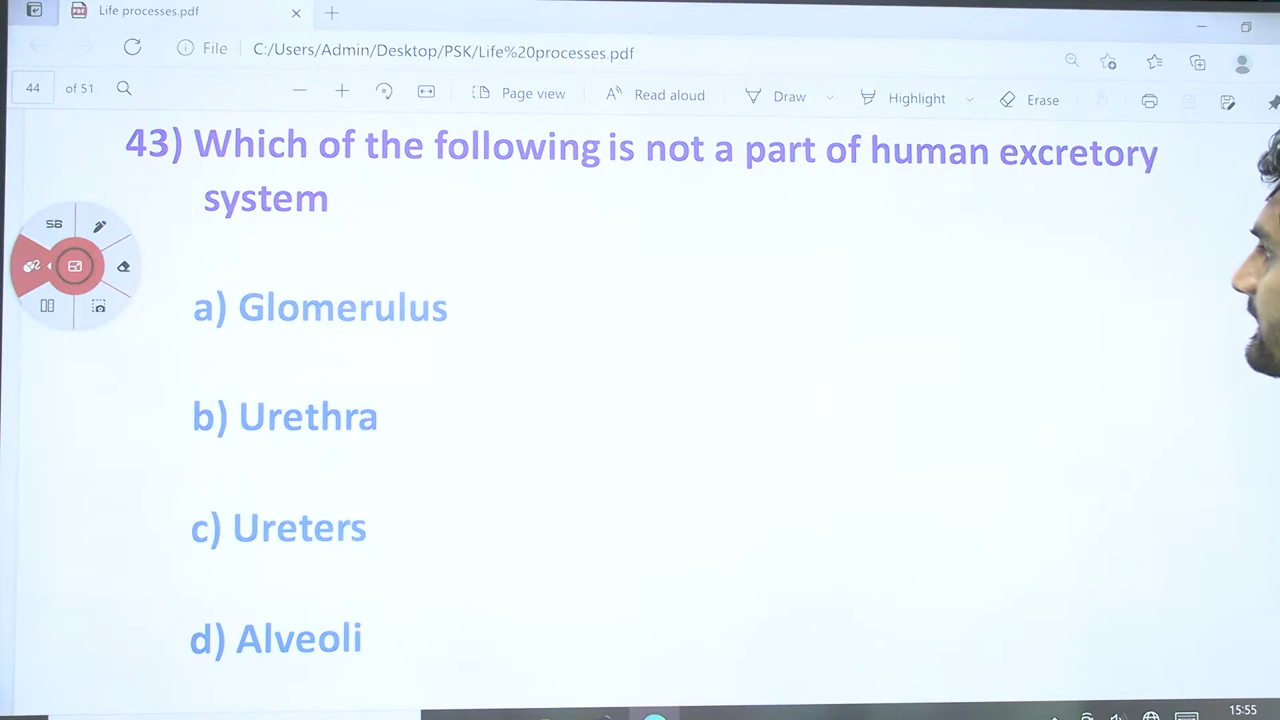 Life processes.pdf
File C:/Users/Admin/Desktop/PSK/Life%20processes.pdf
44 of 51 Page view Read aloud Draw Highlight Erase
43) Which of the following is not a part of human excretory
system
SB
a) Glomerulus
b) Urethra
c) Ureters
d) Alveoli
15:55